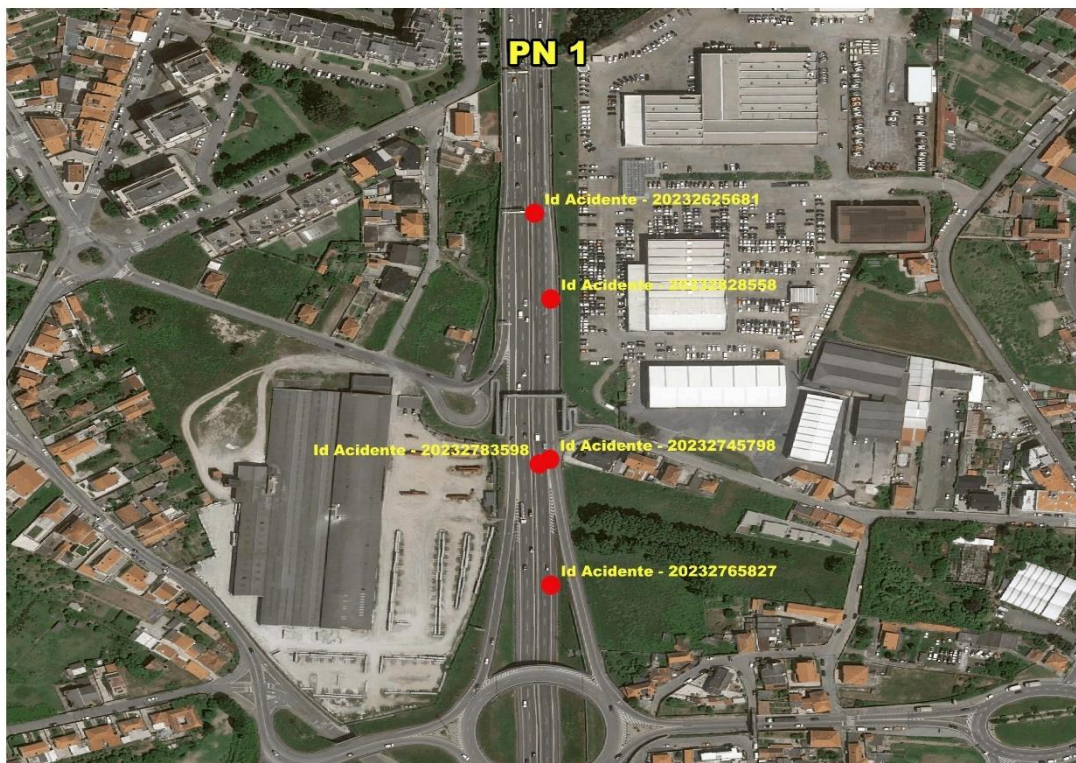 PN 1
Id Acidente - 20232625681
Id Acidente - 20232828558
Id Acidente - 20232783598
Id Acidente - 20232745798
Id Acidente - 20232765827